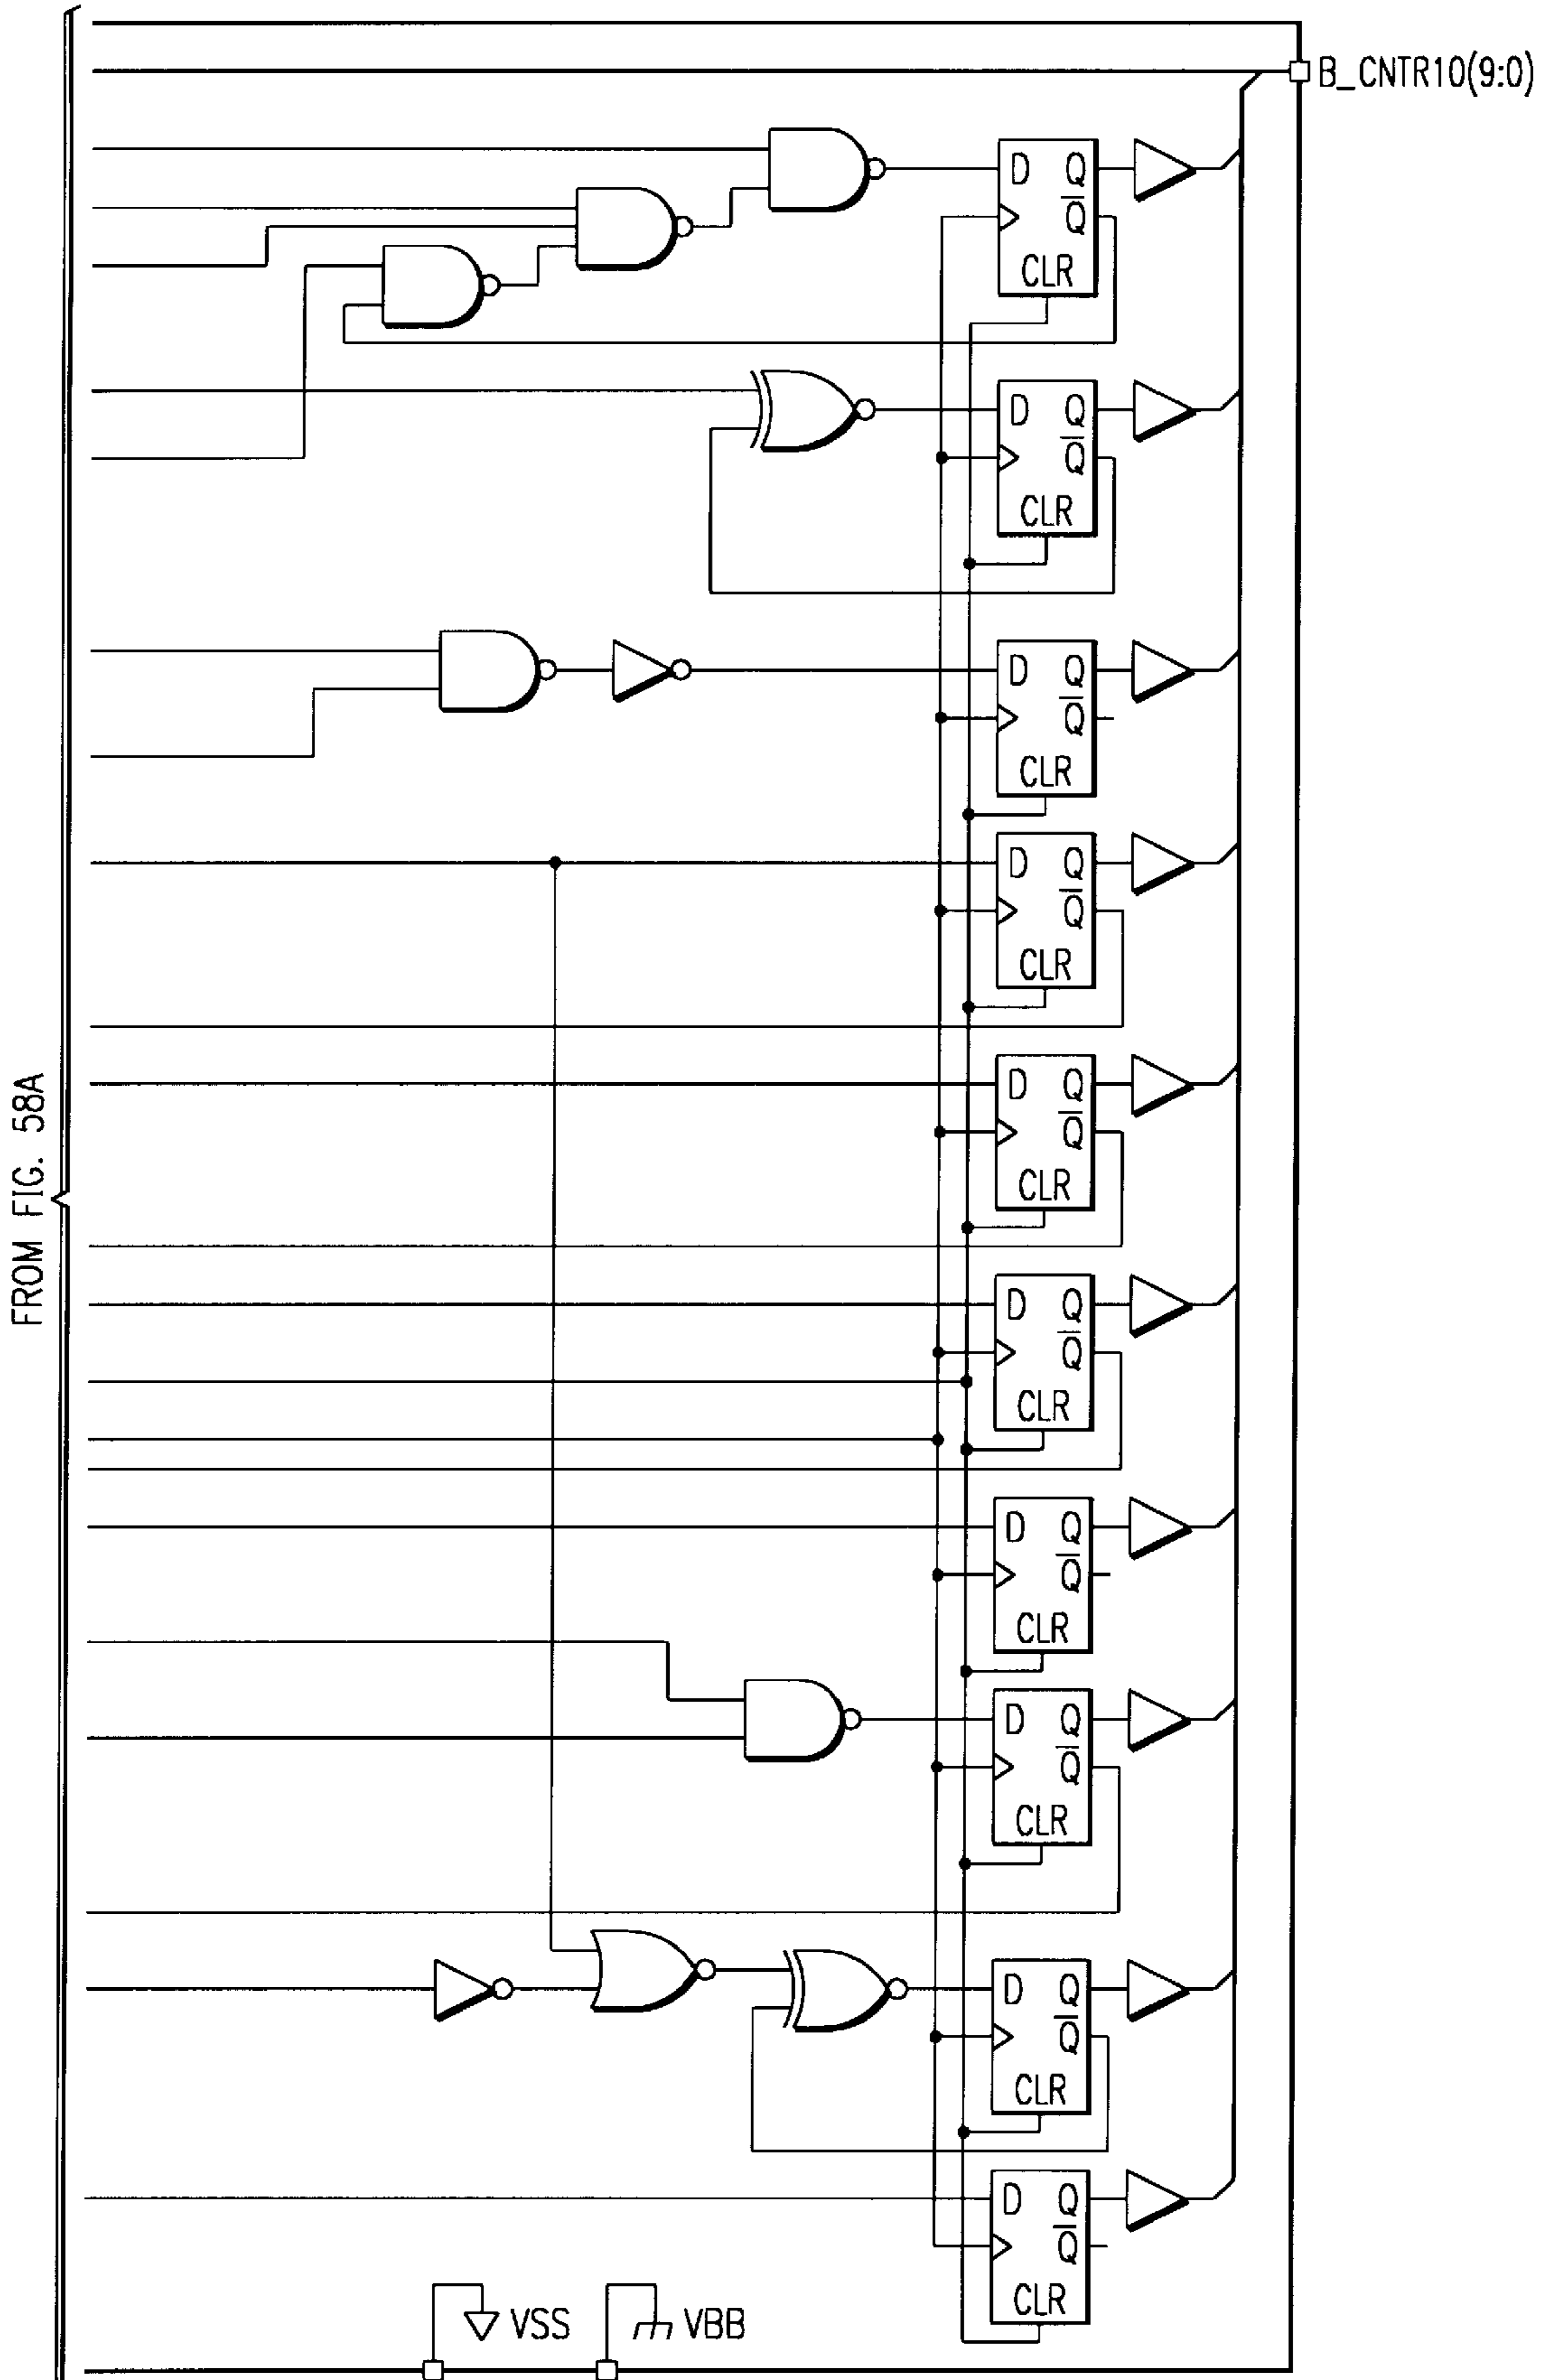 B_CNTR10(9:0)
D Q
Q
CLR
D Q
Q
CLR
D Q
Q
CLR
D Q
Q
CLR
FROM FIG. 58A
D Q
Q
CLR
D Q
Q
CLR
D Q
Q
CLR
D Q
Q
CLR
D Q
Q
CLR
D Q
Q
CLR
VSS
VBB